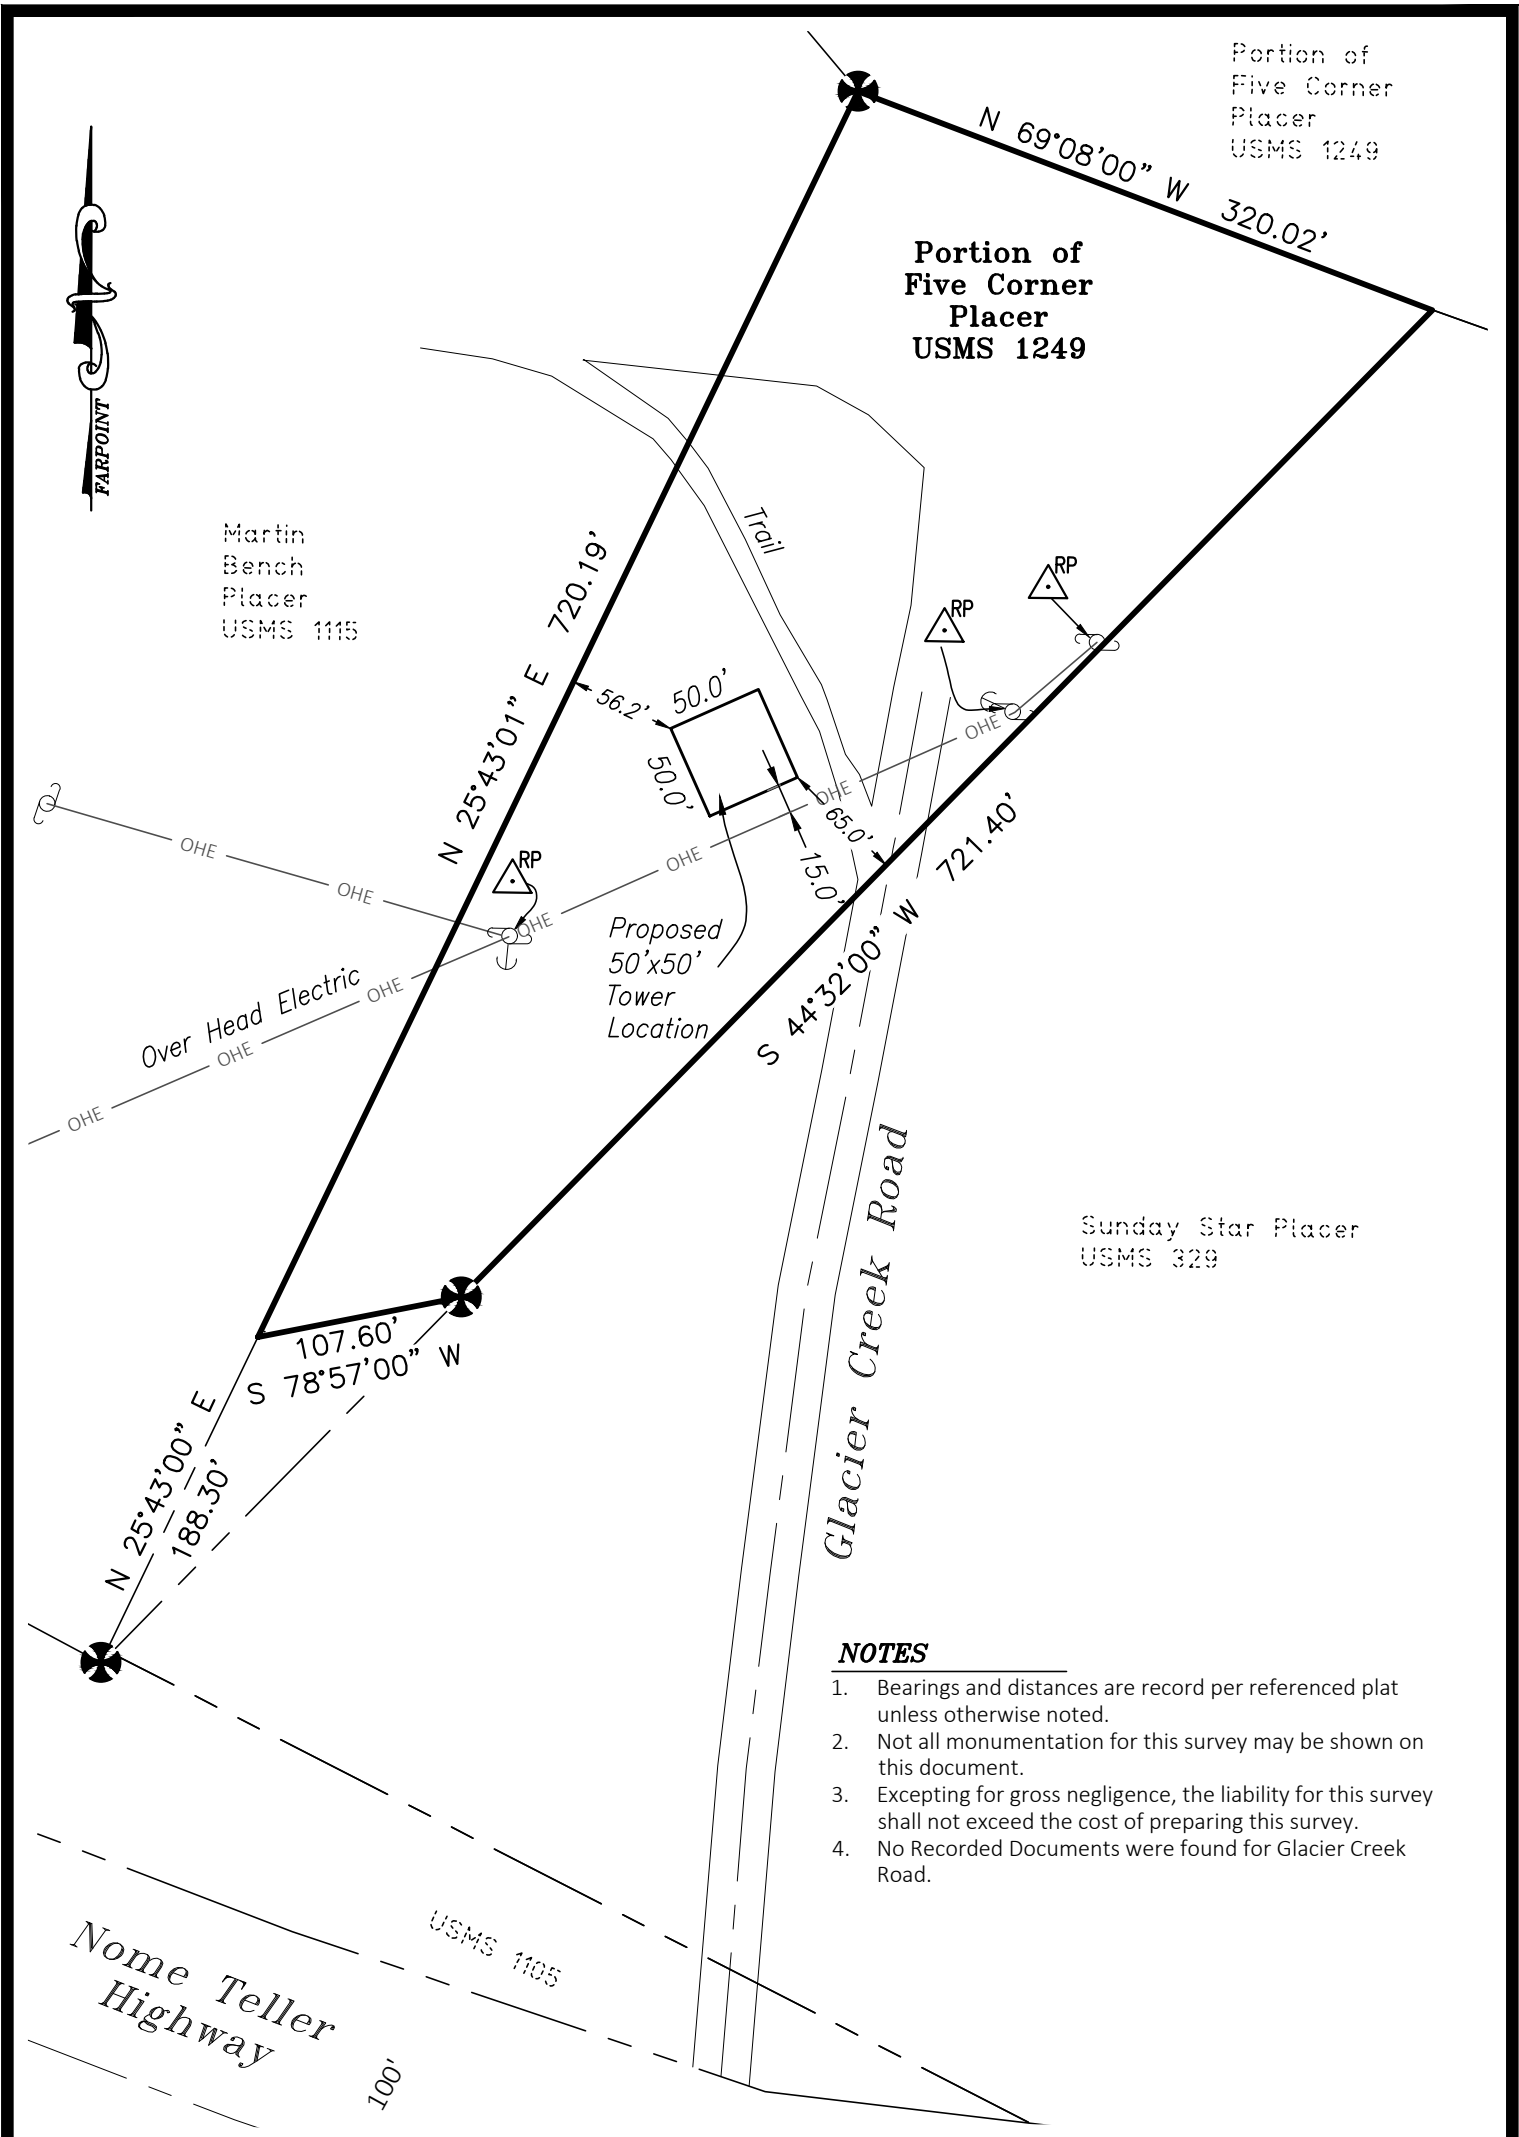 Portion of
Five Corner
Placer
USMS 1249
N 69°08'00" W 320.02'
Portion of
Five Corner
Placer
USMS 1249
FARPOINT
Martin
Bench
Placer
USMS 1115
N 25°43'01" E 720.19'
Trail
RP
RP
56.2'
50.0'
50.0'
OHE
OHE
65.0'
15.0'
OHE
OHE
OHE
RP
OHE
S 44°32'00" W 721.40'
Proposed
50'x50'
Tower
Location
Over Head Electric
OHE
OHE
OHE
Glacier Creek Road
Sunday Star Placer
USMS 329
107.60'
S 78°57'00" W
N 25°43'00" E
188.30'
NOTES
1. Bearings and distances are record per referenced plat
unless otherwise noted.
2. Not all monumentation for this survey may be shown on
this document.
3. Excepting for gross negligence, the liability for this survey
shall not exceed the cost of preparing this survey.
4. No Recorded Documents were found for Glacier Creek
Road.
USMS 1105
Nome Teller
Highway
100'